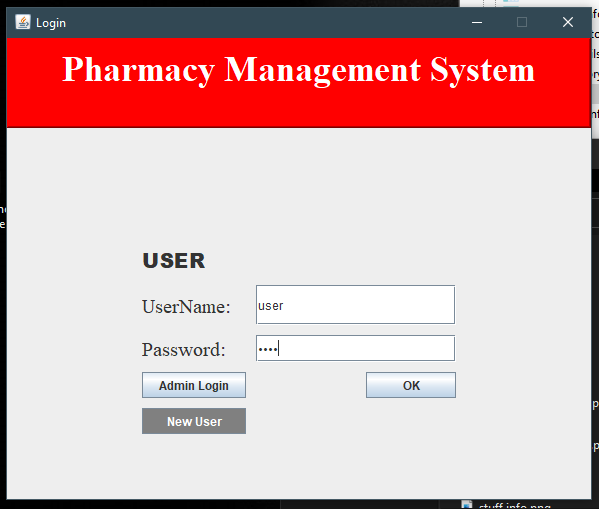 Login
Pharmacy Management System
USER
UserName:
user
Password:
••••
Admin Login
OK
New User
stuff info.png